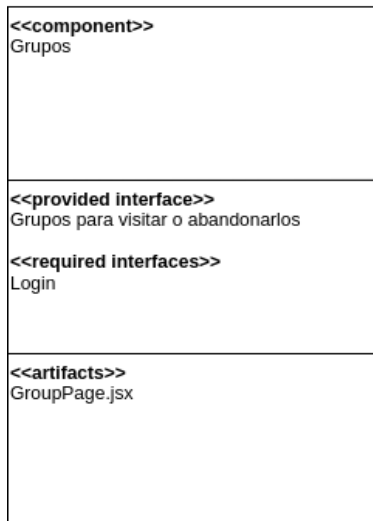 <<component>>
Grupos
<<provided interface>>
Grupos para visitar o abandonarlos
<<required interfaces>>
Login
<<artifacts>>
GroupPage.jsx